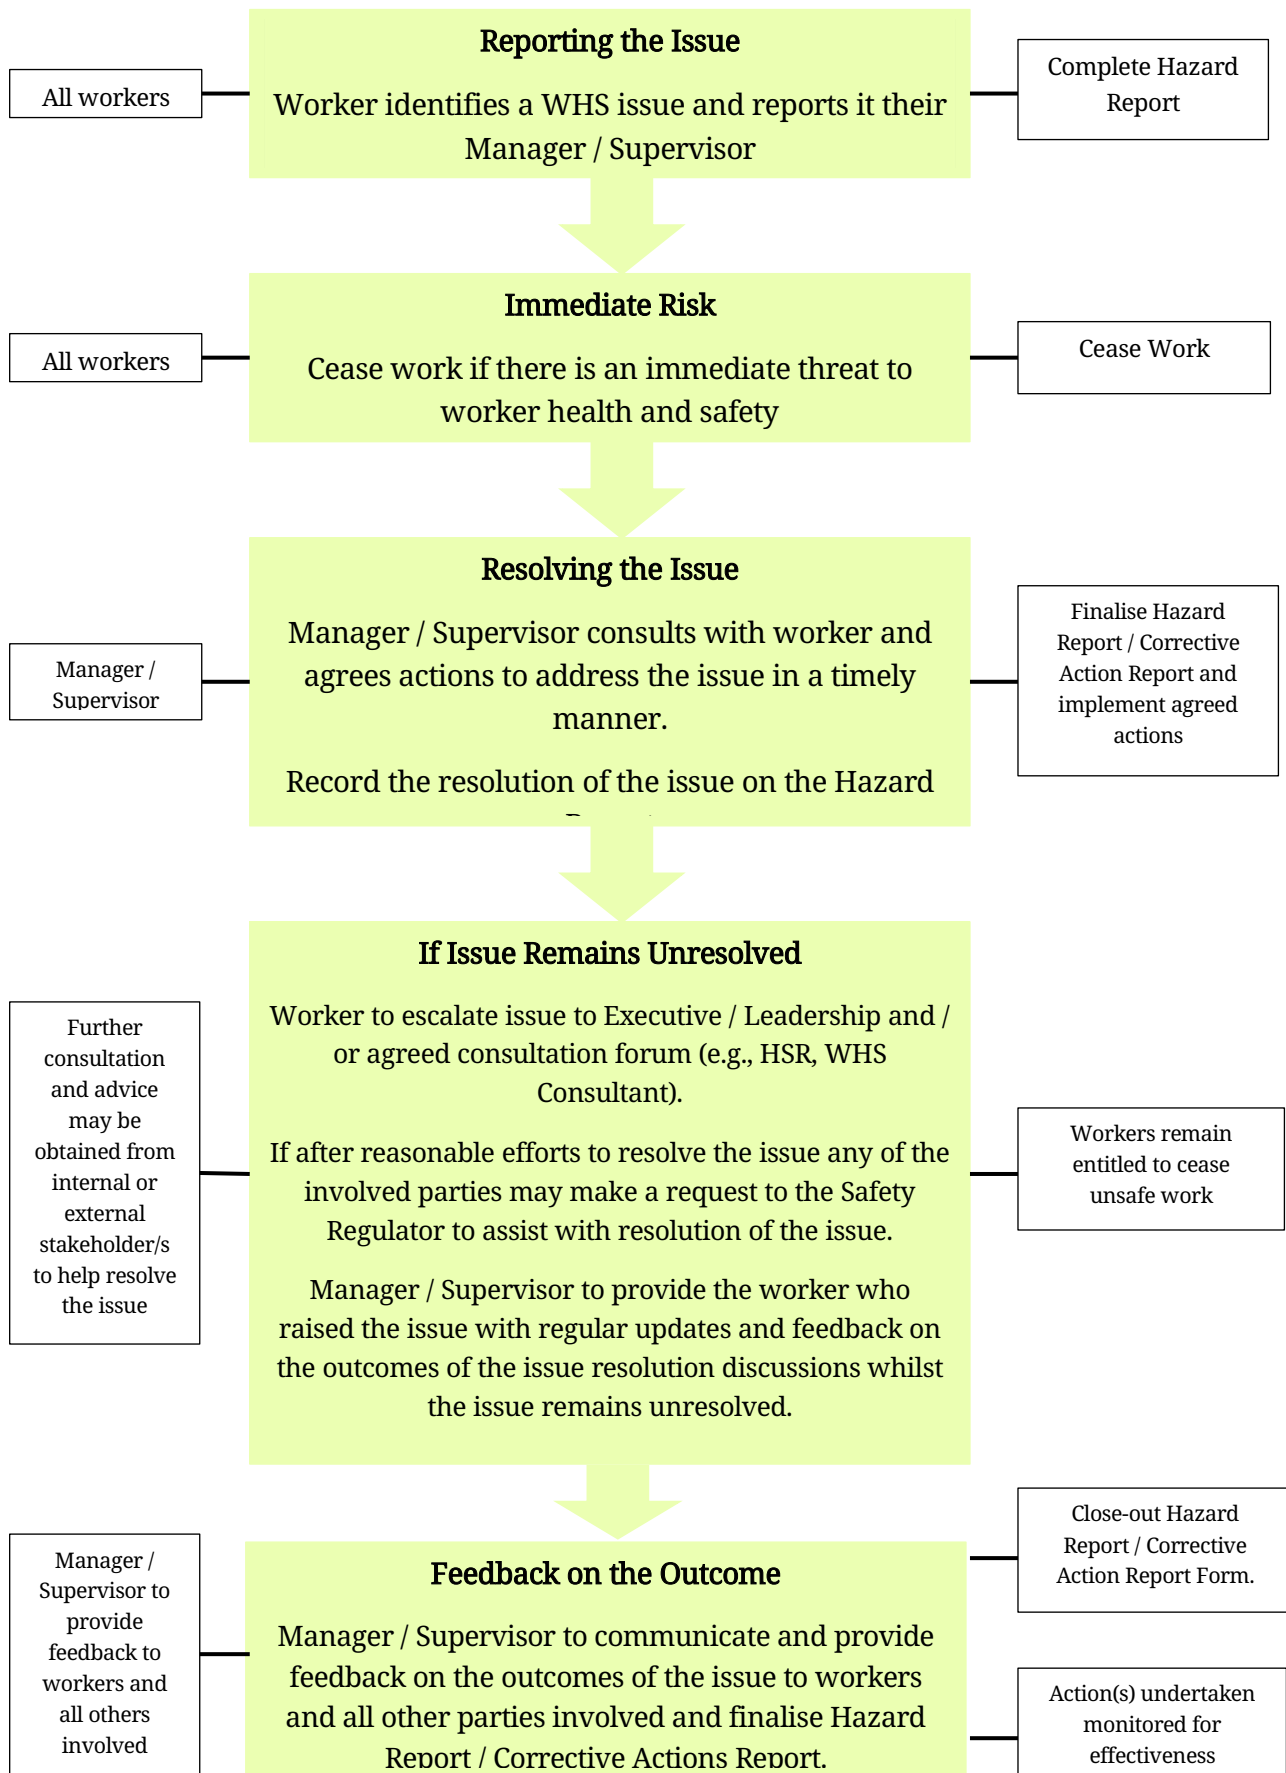 Reporting the Issue
All workers
Worker identifies a WHS issue and reports it their
Manager / Supervisor
Complete Hazard
Report
Immediate Risk
All workers
Cease work if there is an immediate threat to
worker health and safety
Cease Work
Resolving the Issue
Manager /
Supervisor
Manager / Supervisor consults with worker and
agrees actions to address the issue in a timely
manner.
Record the resolution of the issue on the Hazard
Finalise Hazard
Report / Corrective
Action Report and
implement agreed
actions
If Issue Remains Unresolved
Further
consultation
and advice
may be
obtained from
internal or
external
stakeholder/s
to help resolve
the issue
Worker to escalate issue to Executive / Leadership and /
or agreed consultation forum (e.g., HSR, WHS
Consultant).
If after reasonable efforts to resolve the issue any of the
involved parties may make a request to the Safety
Regulator to assist with resolution of the issue.
Manager / Supervisor to provide the worker who
raised the issue with regular updates and feedback on
the outcomes of the issue resolution discussions whilst
the issue remains unresolved.
Workers remain
entitled to cease
unsafe work
Feedback on the Outcome
Manager /
Supervisor to
provide
feedback to
workers and
all others
involved
Manager / Supervisor to communicate and provide
feedback on the outcomes of the issue to workers
and all other parties involved and finalise Hazard
Report / Corrective Actions Report.
Close-out Hazard
Report / Corrective
Action Report Form.
Action(s) undertaken
monitored for
effectiveness